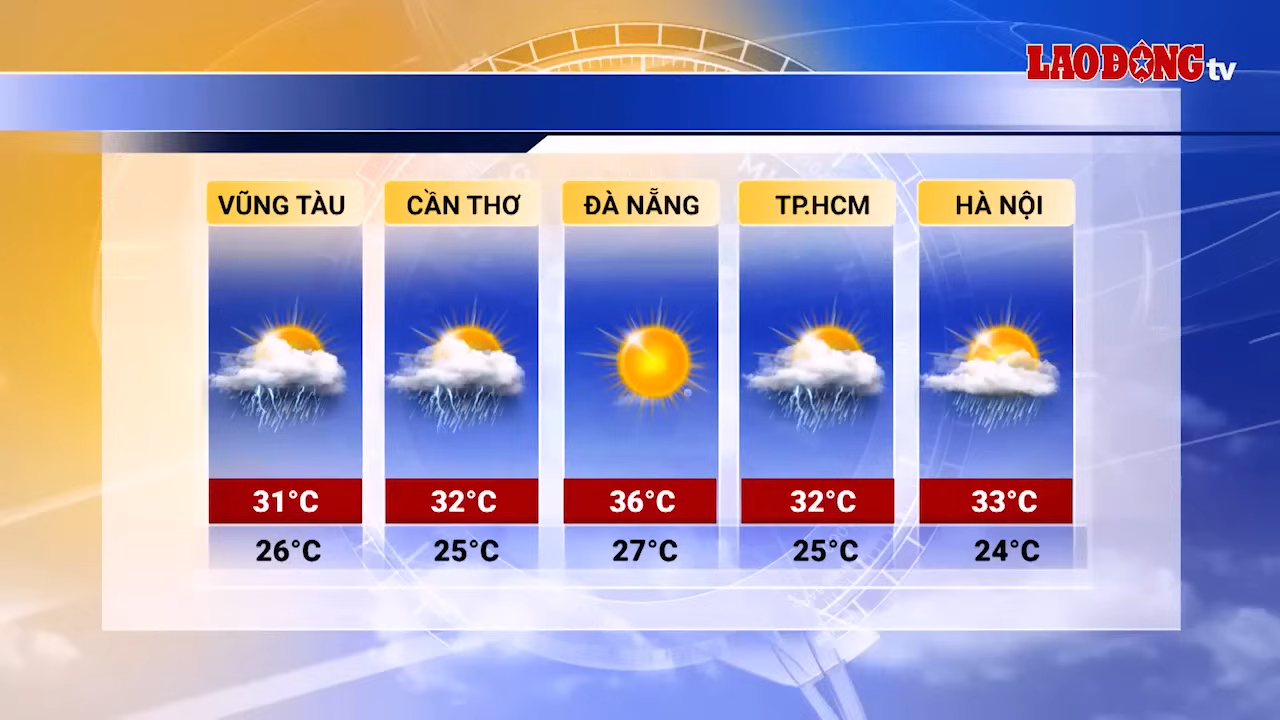 LAO ĐỘNG tv
VŨNG TÀU
CẦN THƠ
ĐÀ NẴNG
TP.HCM
HÀ NỘI
31°C
32°C
36°C
32°C
33°C
26°C
25°C
27°C
25°C
24°C